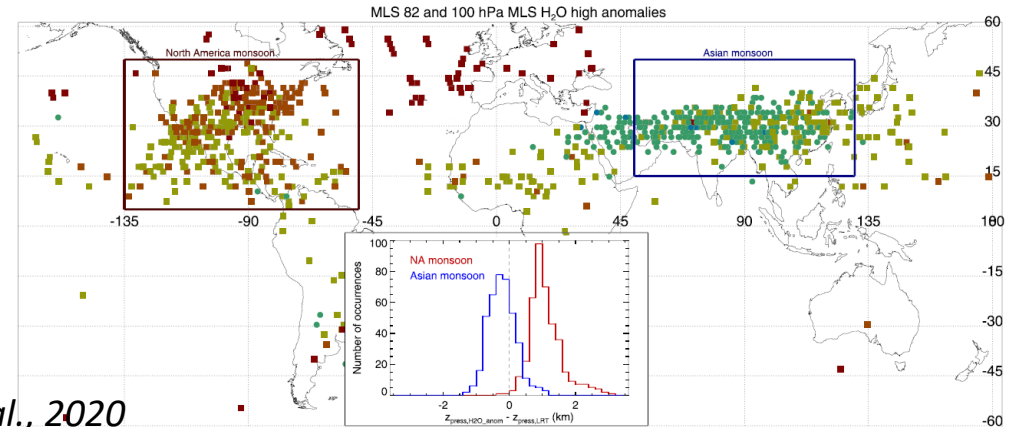 MLS 82 and 100 hPa MLS H₂O high anomalies
60
North America monsoon
Asian monsoon
45
30
15
-135 -90 -45 0 45 90 135 180
-15
-30
-45
-60
NA monsoon
Asian monsoon
Number of occurrences
100
80
60
40
20
0
-2 0 2
z_press,H2O_anom - z_press,LRT (km)
al., 2020